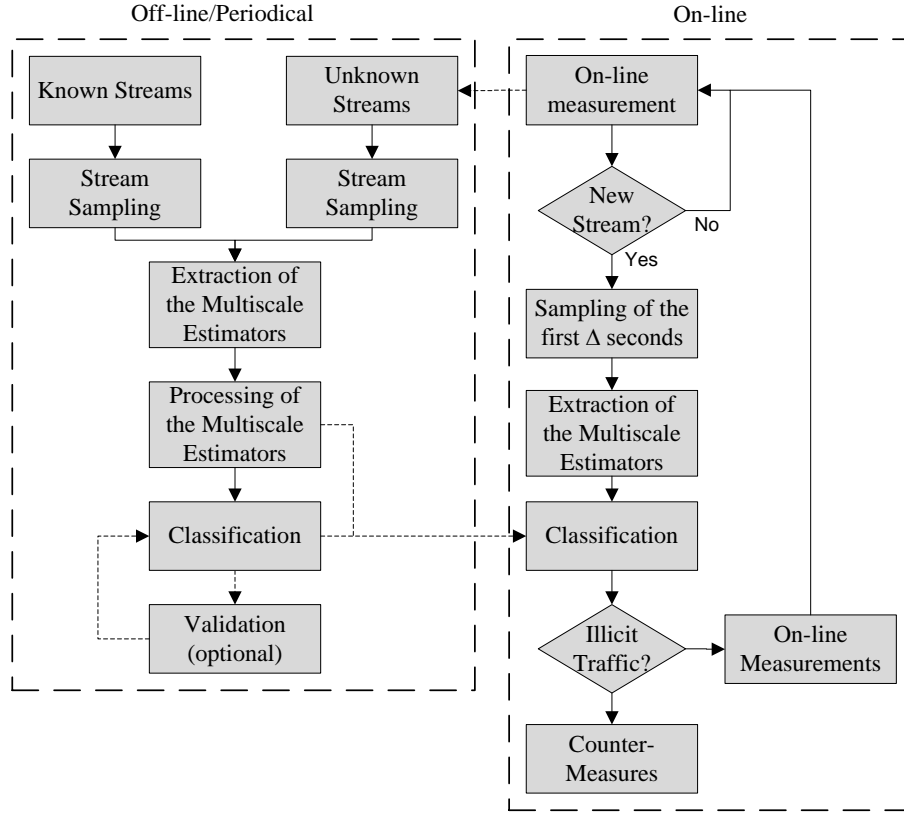 Off-line/Periodical
Known Streams
Unknown
Streams
Stream
Sampling
Stream
Sampling
Extraction of
the Multiscale
Estimators
Processing of
the Multiscale
Estimators
Classification
Validation
(optional)
On-line
On-line
measurement
New
Stream?
No
Yes
Sampling of the
first Δ seconds
Extraction of
the Multiscale
Estimators
Classification
Illicit
Traffic?
On-line
Measurements
Counter-
Measures